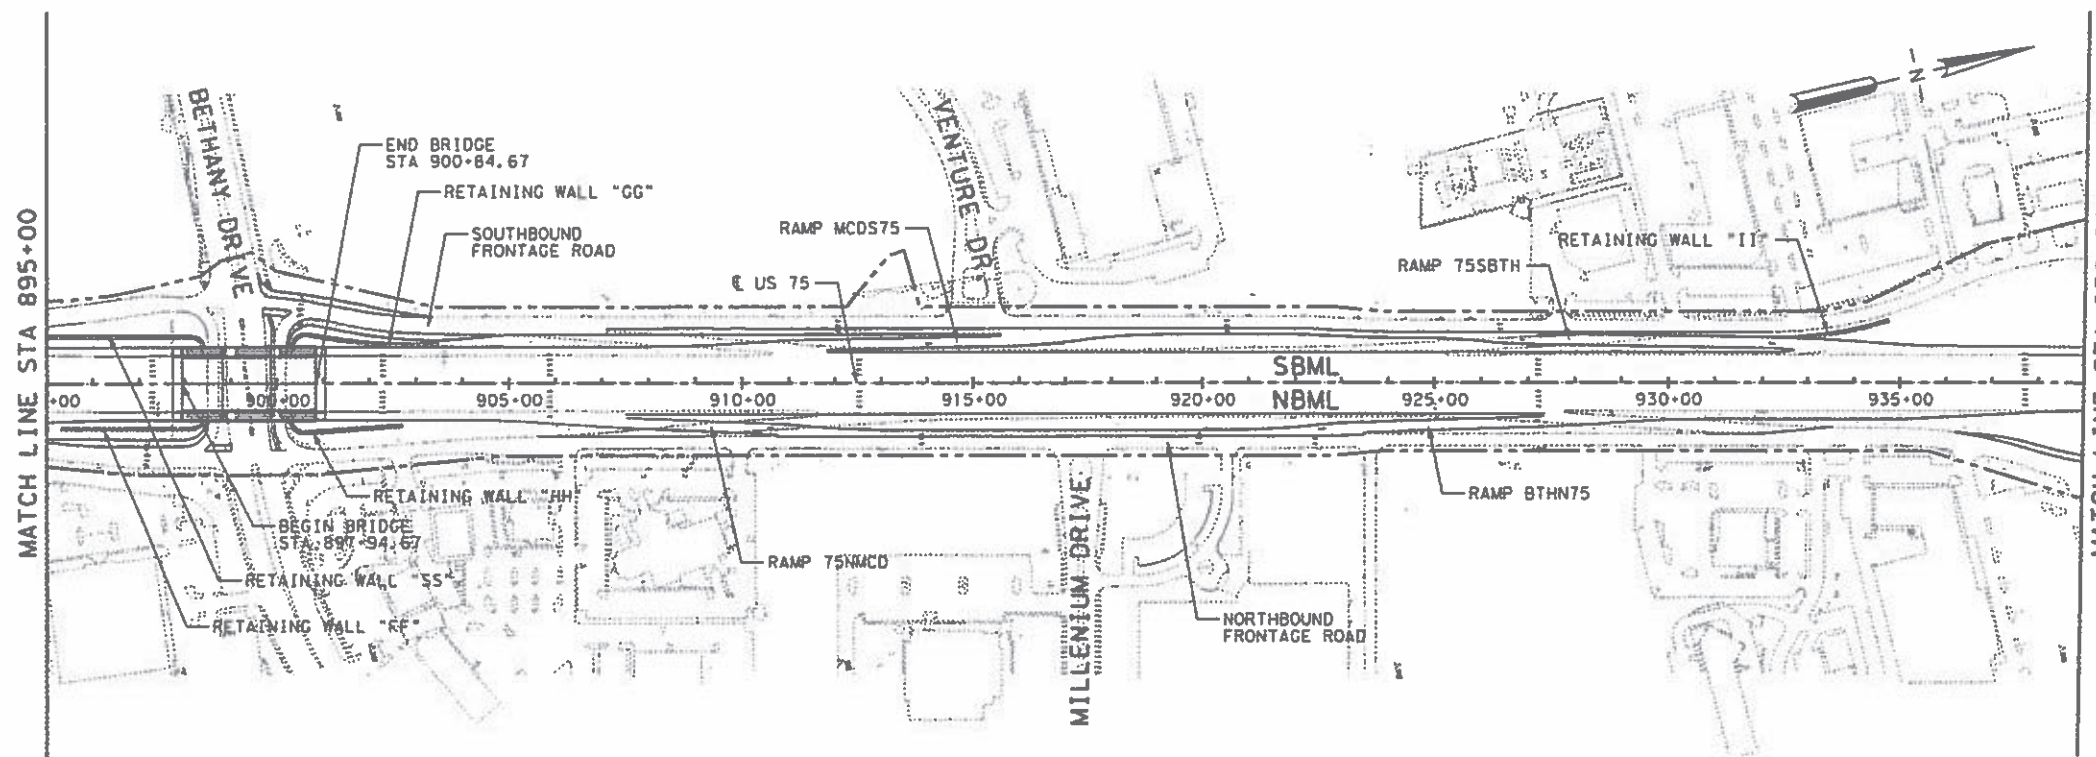 MATCH LINE STA 895+00
BETHANY DRIVE
END BRIDGE
STA 900+84.67
RETAINING WALL "GG"
SOUTHBOUND
FRONTAGE ROAD
RAMP MCDS75
℄ US 75
VENTURE DR
RETAINING WALL "II"
RAMP 75SBTH
N
SBML
NBML
+00
900+00
905+00
910+00
915+00
920+00
925+00
930+00
935+00
RETAINING WALL "HH"
BEGIN BRIDGE
STA 897+94.67
RETAINING WALL "SS"
RETAINING WALL "FF"
RAMP 75NMCD
MILLENIUM DRIVE
NORTHBOUND
FRONTAGE ROAD
RAMP BTHN75